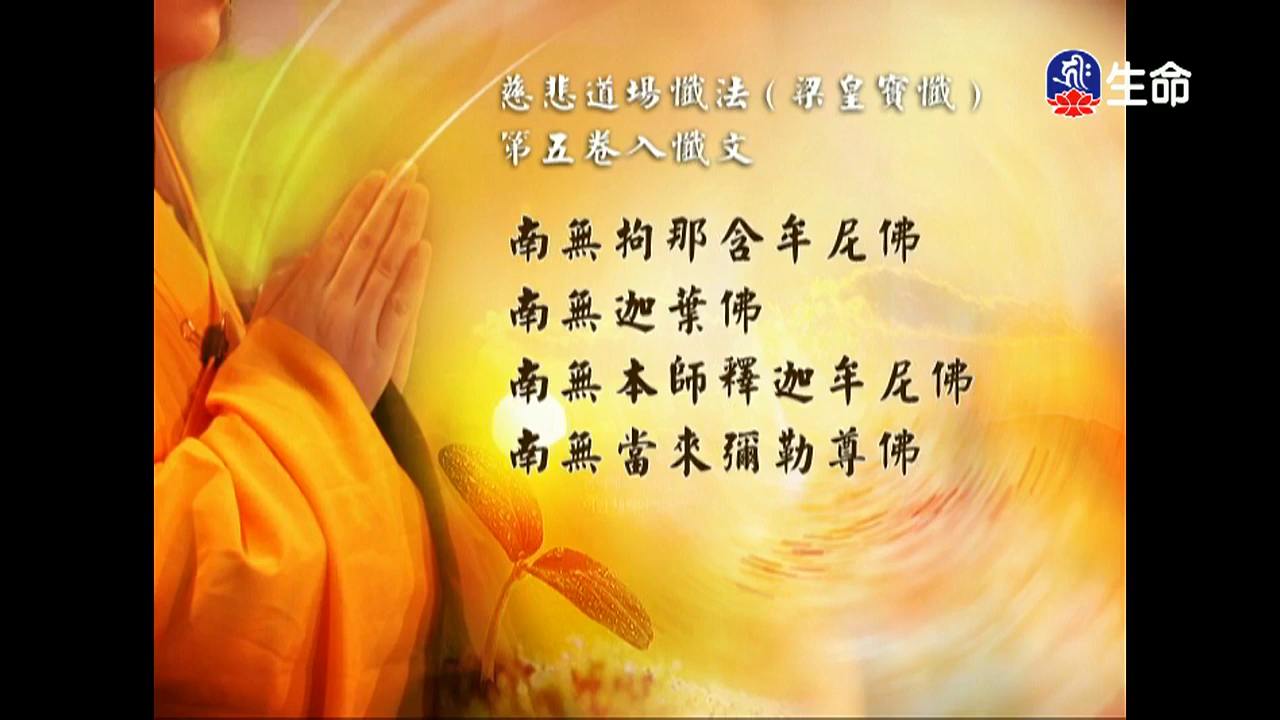 慈悲道場懺法(梁皇寶懺)
第五卷入懺文
生命
南無拘那含牟尼佛
南無迦葉佛
南無本師釋迦牟尼佛
南無當來彌勒尊佛